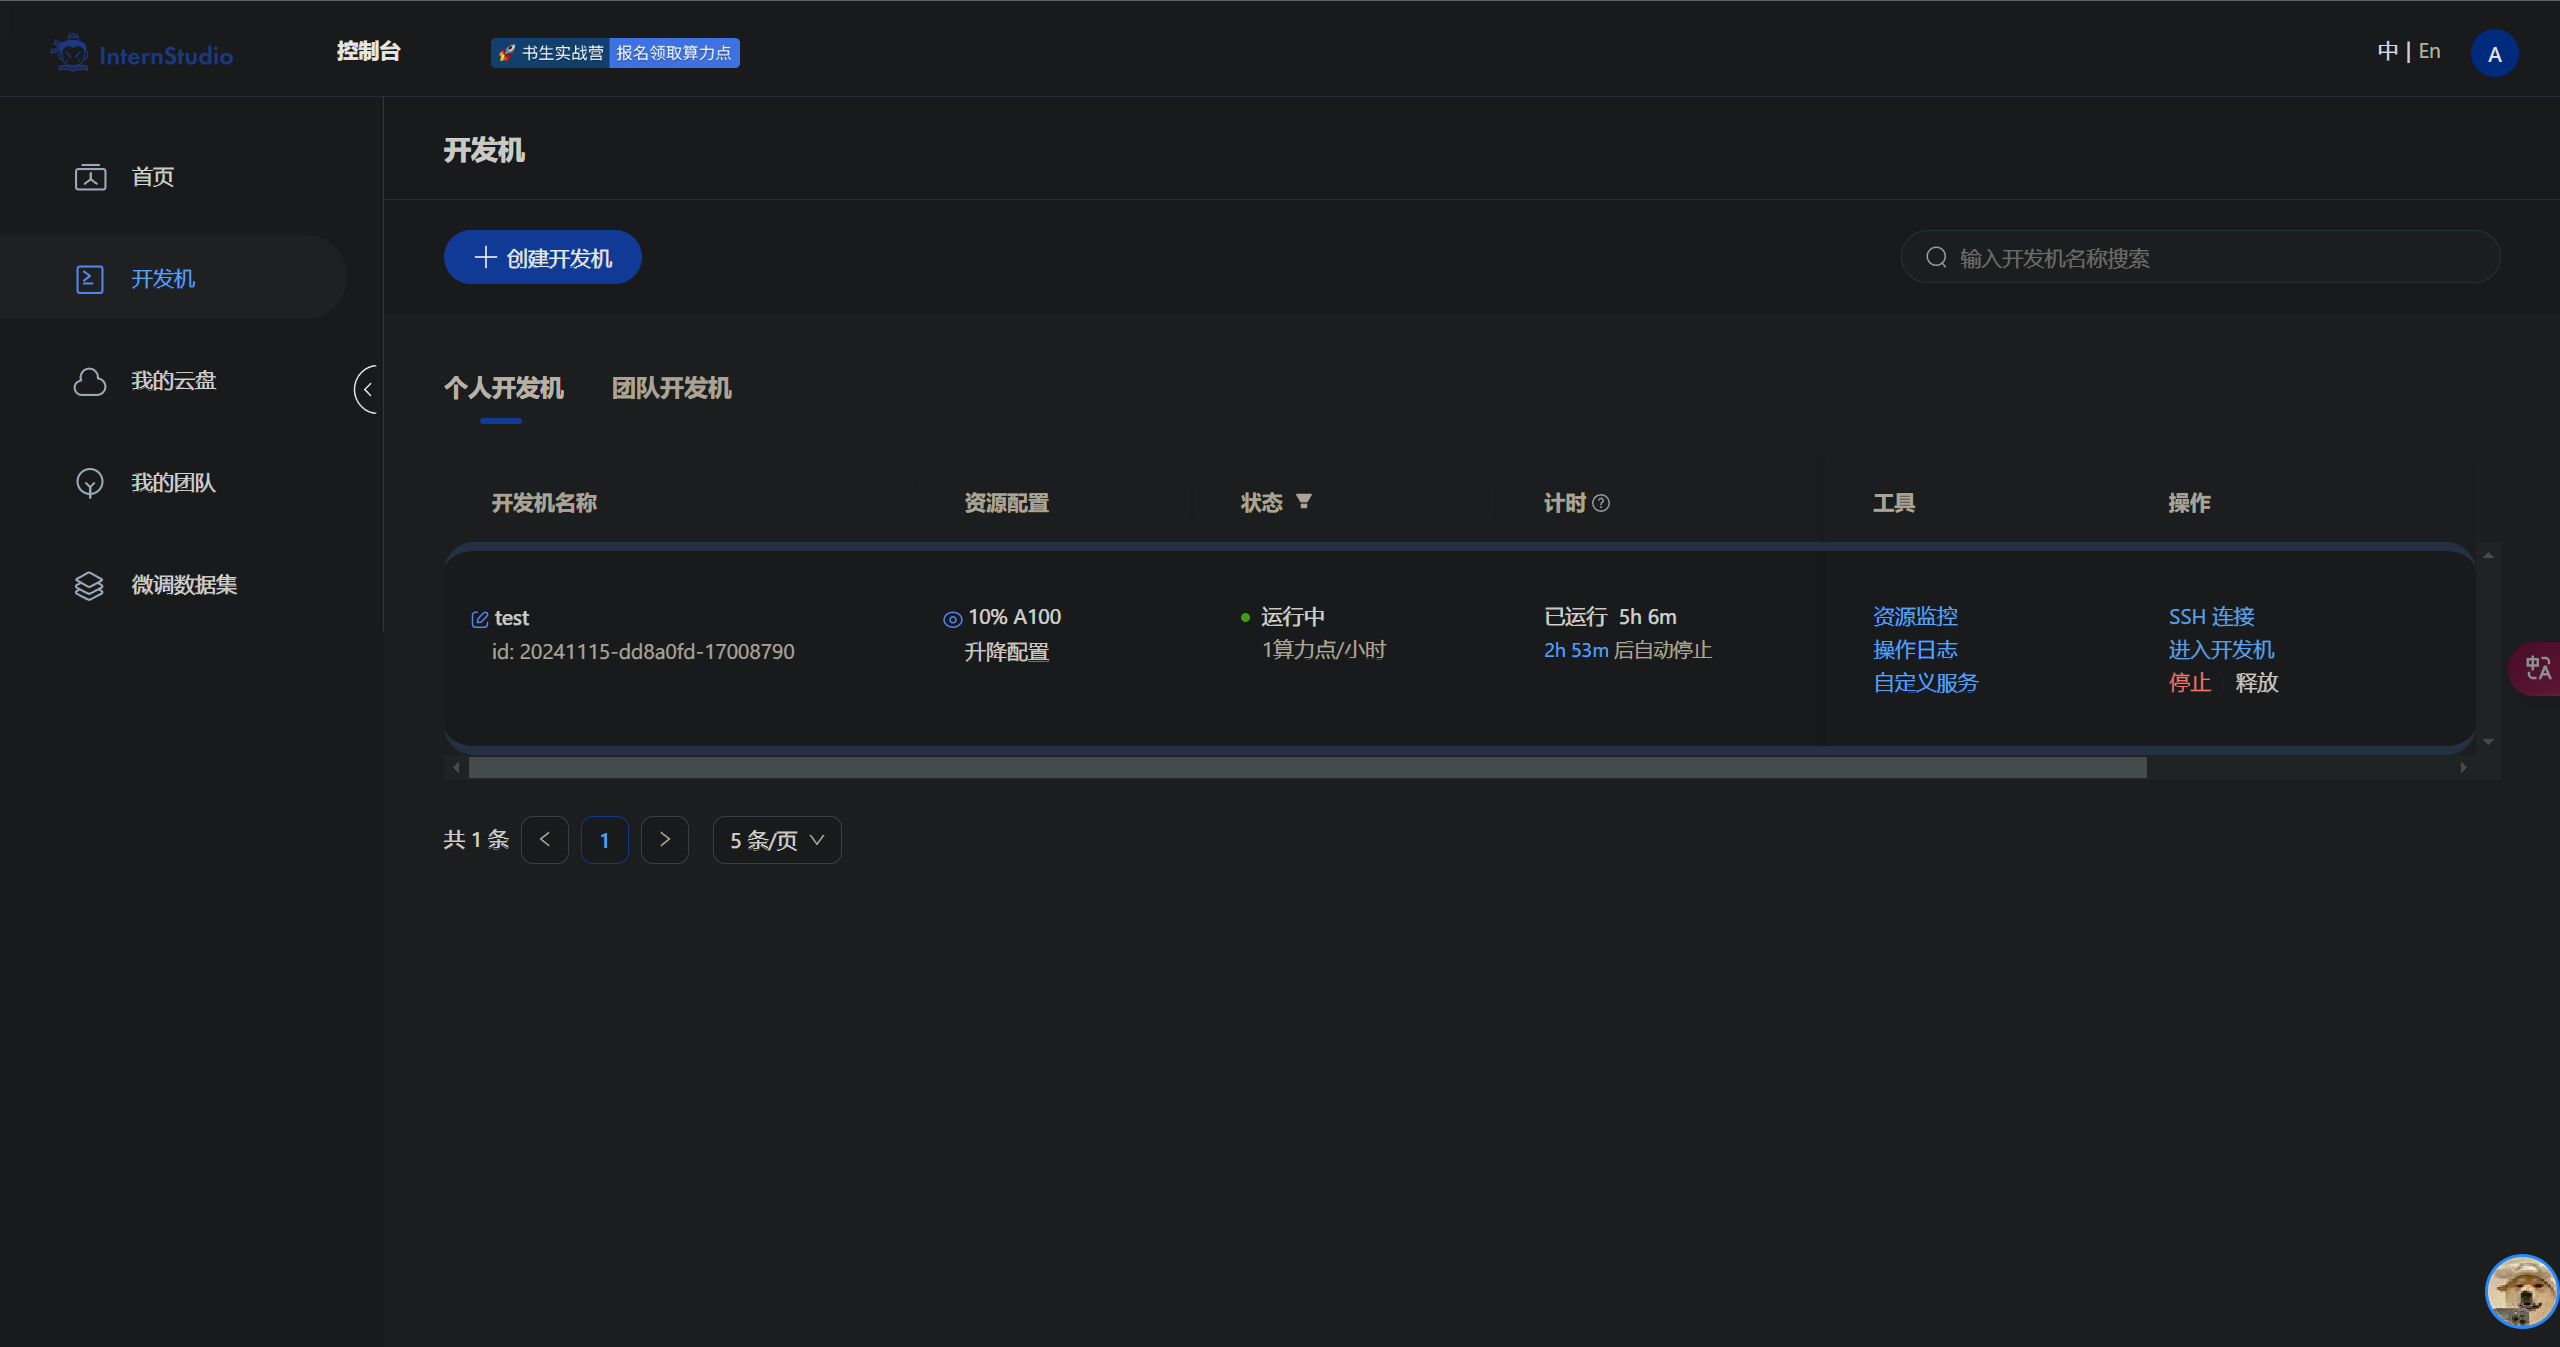 InternStudio
控制台
🚀 书生实战营 报名领取算力点
中 | En
A
首页
开发机
我的云盘
我的团队
微调数据集
开发机
创建开发机
输入开发机名称搜索
个人开发机 团队开发机
开发机名称 资源配置 状态 计时 工具 操作
test
id: 20241115-dd8a0fd-17008790
10% A100
升降配置
运行中
1算力点/小时
已运行 5h 6m
2h 53m 后自动停止
资源监控
操作日志
自定义服务
SSH 连接
进入开发机
停止 释放
中A
共 1 条 < 1 > 5 条/页